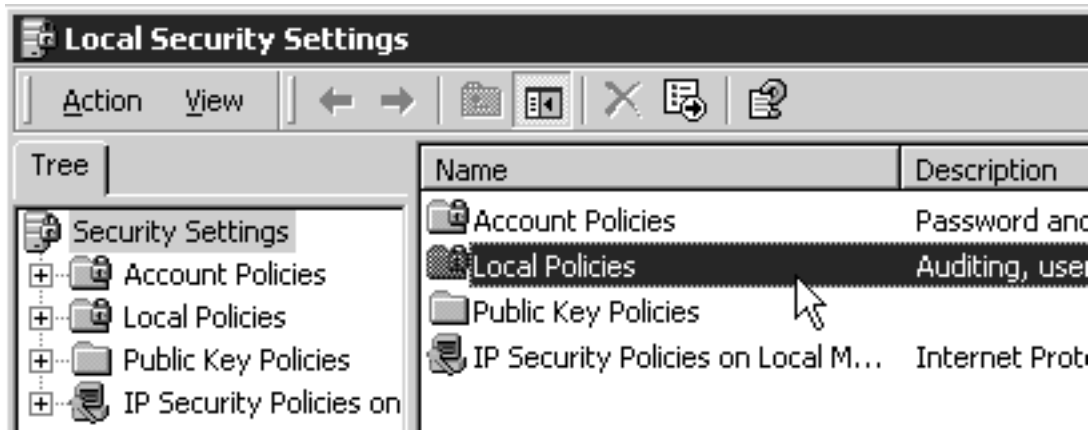 Local Security Settings
Action View
Tree
Security Settings
Account Policies
Local Policies
Public Key Policies
IP Security Policies on
Name Description
Account Policies Password and
Local Policies Auditing, user
Public Key Policies
IP Security Policies on Local M... Internet Prot